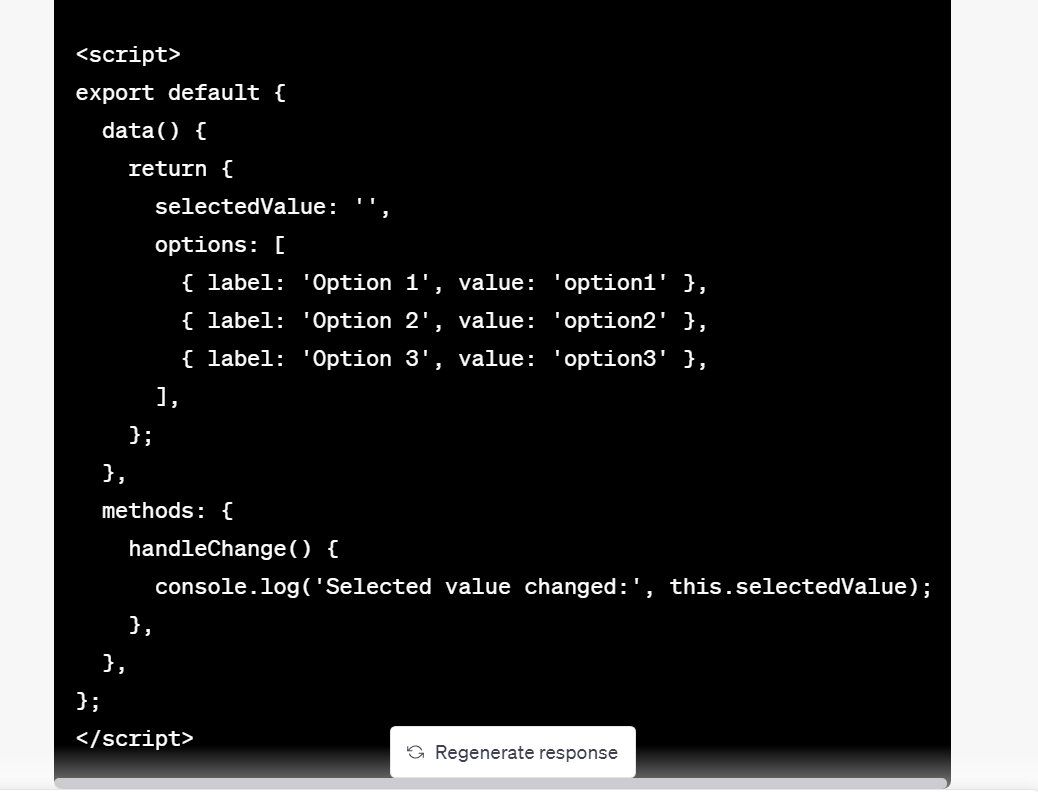 <script>
export default {
  data() {
    return {
      selectedValue: '',
      options: [
        { label: 'Option 1', value: 'option1' },
        { label: 'Option 2', value: 'option2' },
        { label: 'Option 3', value: 'option3' },
      ],
    };
  },
  methods: {
    handleChange() {
      console.log('Selected value changed:', this.selectedValue);
    },
  },
};
</script>
Regenerate response